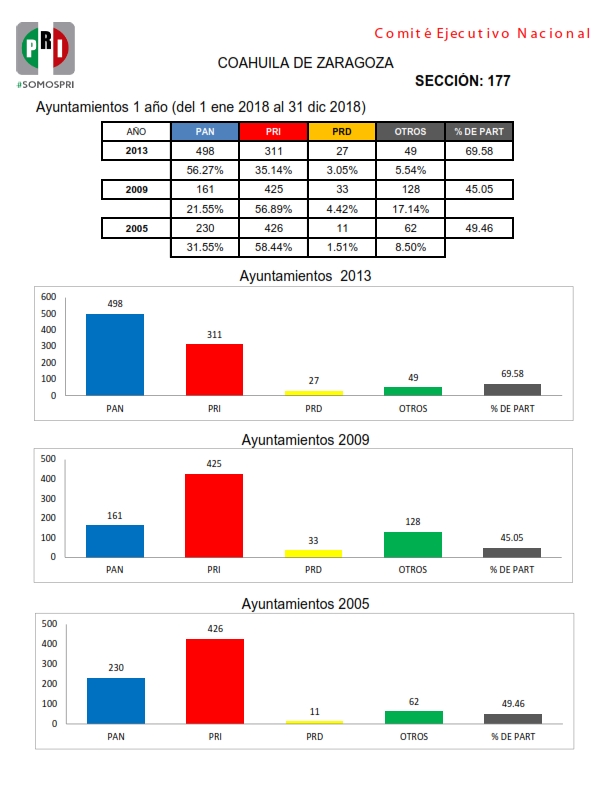 Comité Ejecutivo Nacional
PRI
#SOMOSPRI
COAHUILA DE ZARAGOZA
SECCIÓN: 177
Ayuntamientos 1 año (del 1 ene 2018 al 31 dic 2018)
AÑO PAN PRI PRD OTROS % DE PART
2013 498 311 27 49 69.58
56.27% 35.14% 3.05% 5.54%
2009 161 425 33 128 45.05
21.55% 56.89% 4.42% 17.14%
2005 230 426 11 62 49.46
31.55% 58.44% 1.51% 8.50%
Ayuntamientos 2013
600
498
500
400
311
300
200
100
27
49
69.58
0
PAN PRI PRD OTROS % DE PART
Ayuntamientos 2009
500
425
400
300
200
161
128
100
33
45.05
0
PAN PRI PRD OTROS % DE PART
Ayuntamientos 2005
500
426
400
300
230
200
100
11
62
49.46
0
PAN PRI PRD OTROS % DE PART